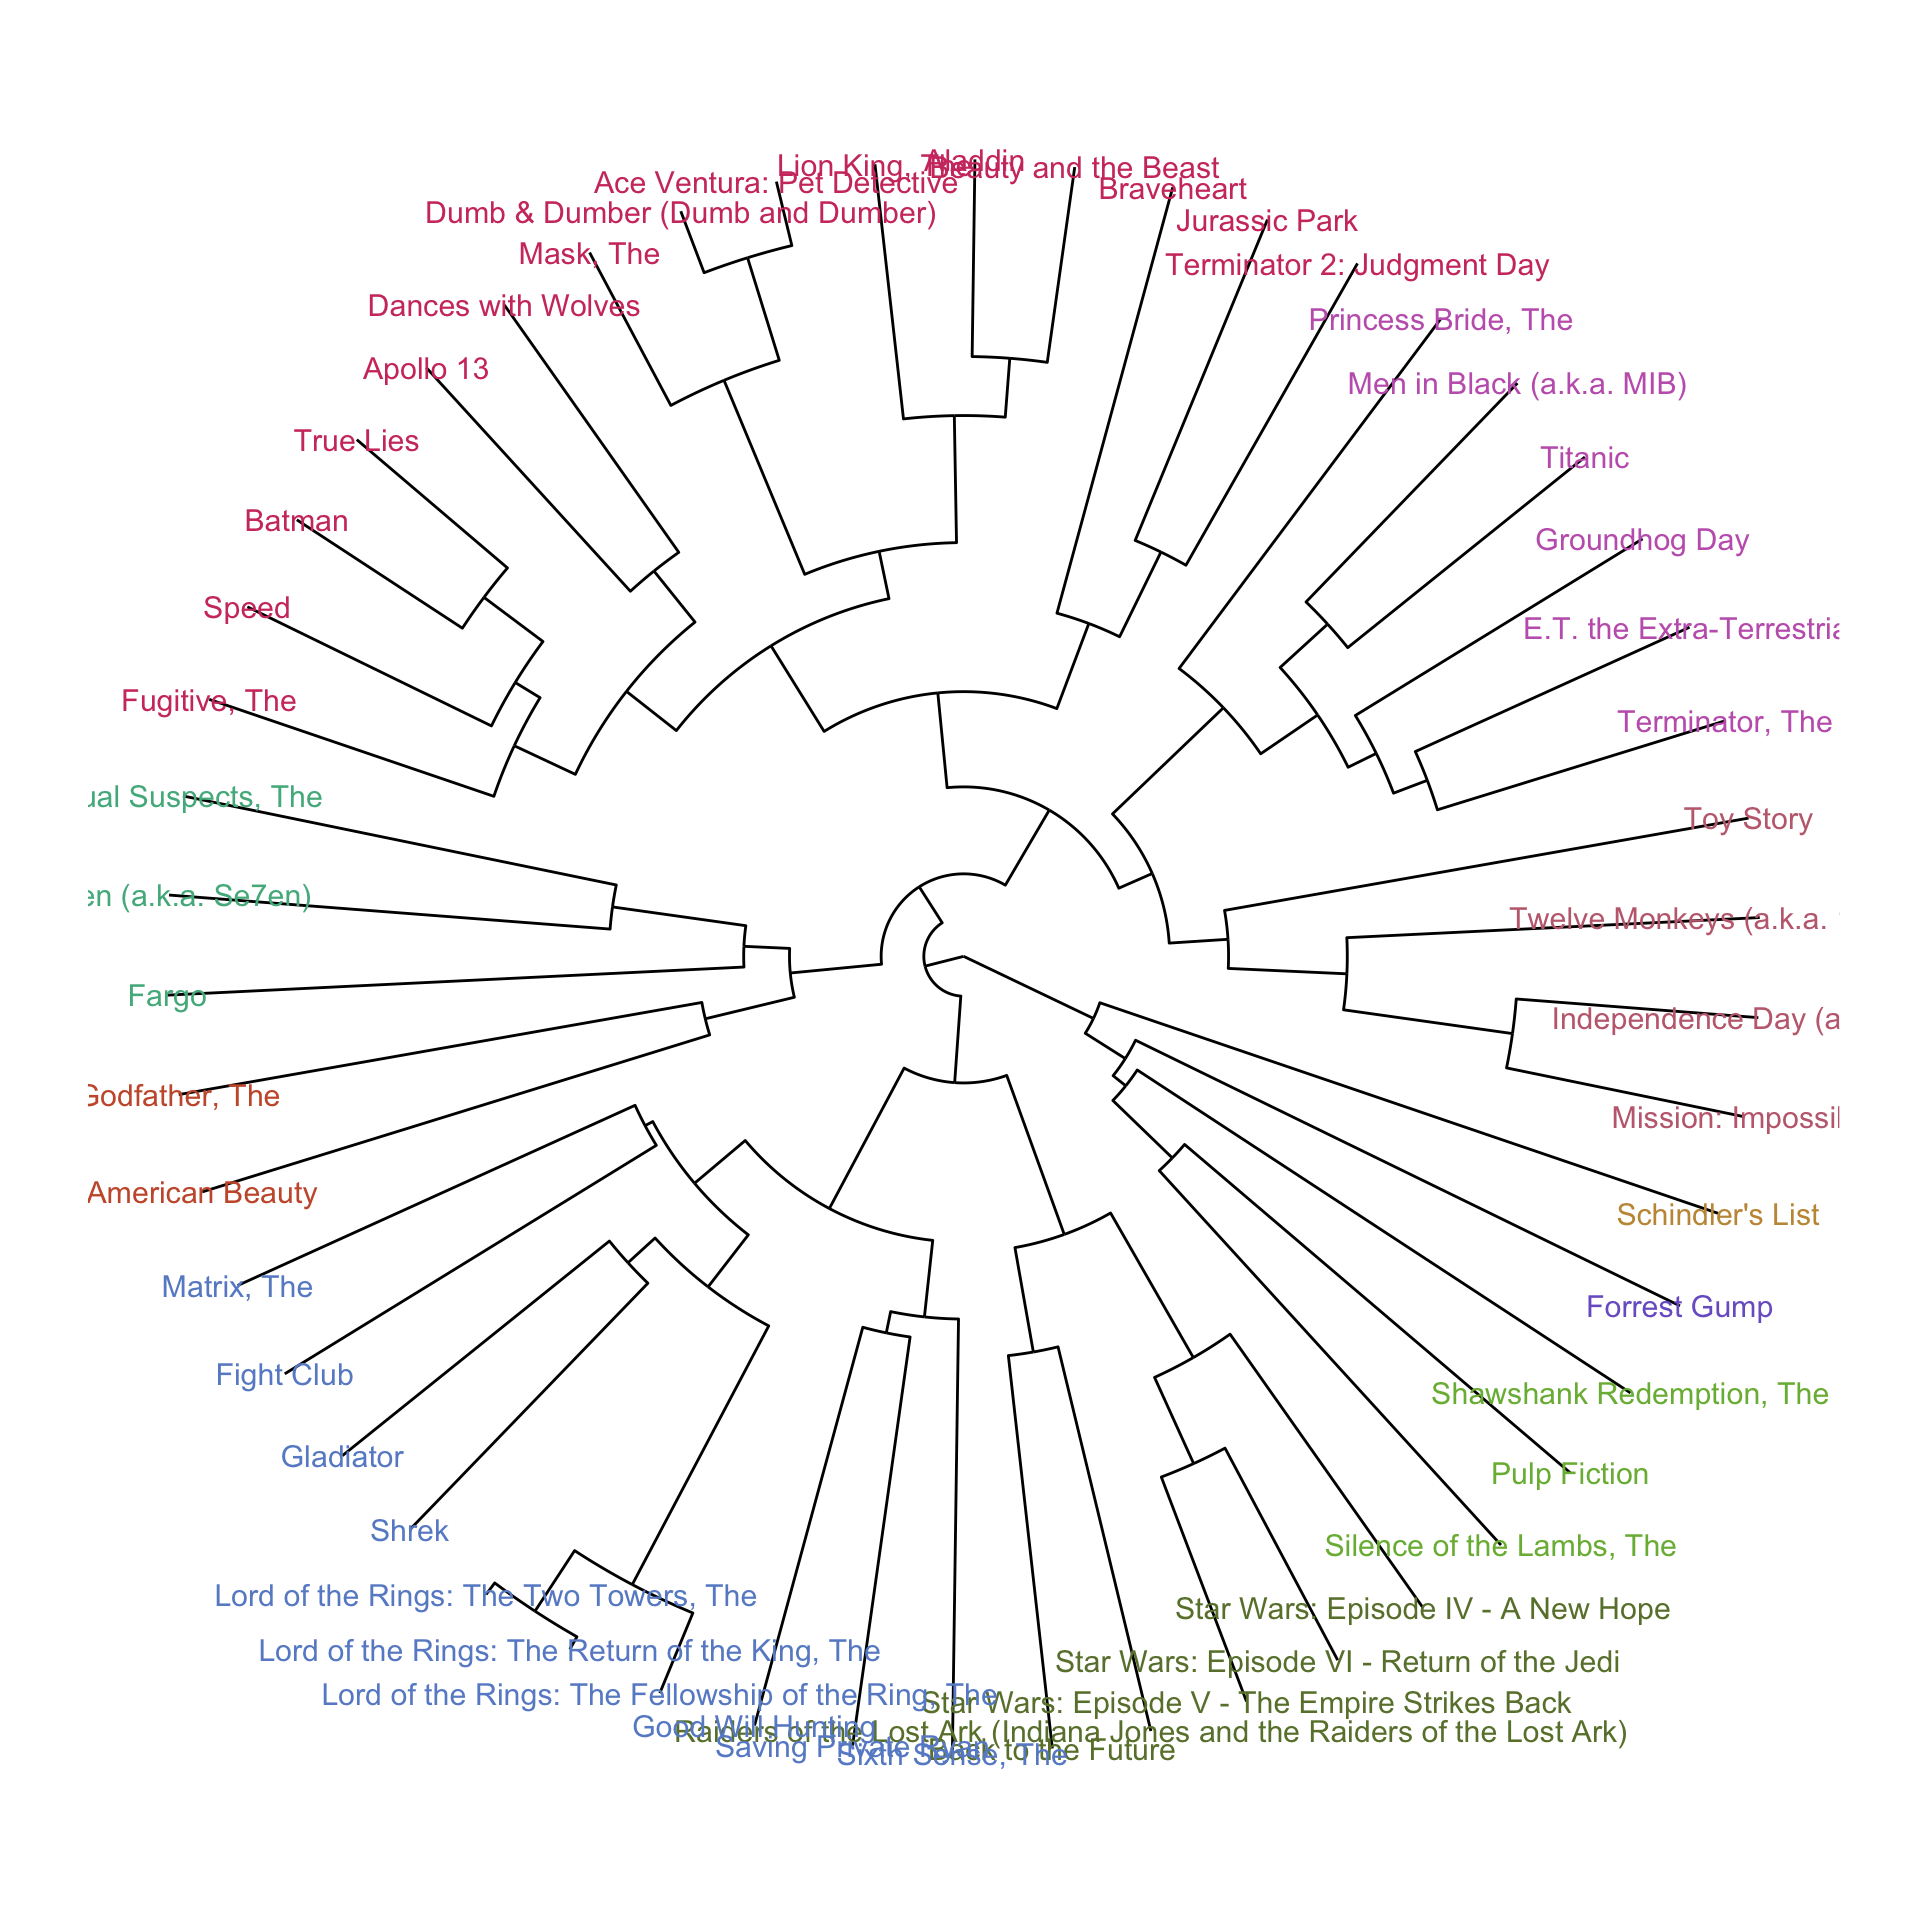 Aladdin
Lion King, The
Beauty and the Beast
Ace Ventura: Pet Detective
Braveheart
Dumb & Dumber (Dumb and Dumber)
Jurassic Park
Mask, The
Terminator 2: Judgment Day
Dances with Wolves
Princess Bride, The
Apollo 13
Men in Black (a.k.a. MIB)
True Lies
Titanic
Batman
Groundhog Day
Speed
E.T. the Extra-Terrestria
Fugitive, The
Terminator, The
ual Suspects, The
Toy Story
en (a.k.a. Se7en)
Twelve Monkeys (a.k.a.
Fargo
Independence Day (a
Godfather, The
Mission: Impossil
American Beauty
Schindler's List
Matrix, The
Forrest Gump
Fight Club
Shawshank Redemption, The
Gladiator
Pulp Fiction
Shrek
Silence of the Lambs, The
Lord of the Rings: The Two Towers, The
Star Wars: Episode IV - A New Hope
Lord of the Rings: The Return of the King, The
Star Wars: Episode VI - Return of the Jedi
Lord of the Rings: The Fellowship of the Ring, The
Star Wars: Episode V - The Empire Strikes Back
Good Will Hunting
Raiders of the Lost Ark (Indiana Jones and the Raiders of the Lost Ark)
Saving Private Ryan
Back to the Future
Sixth Sense, The